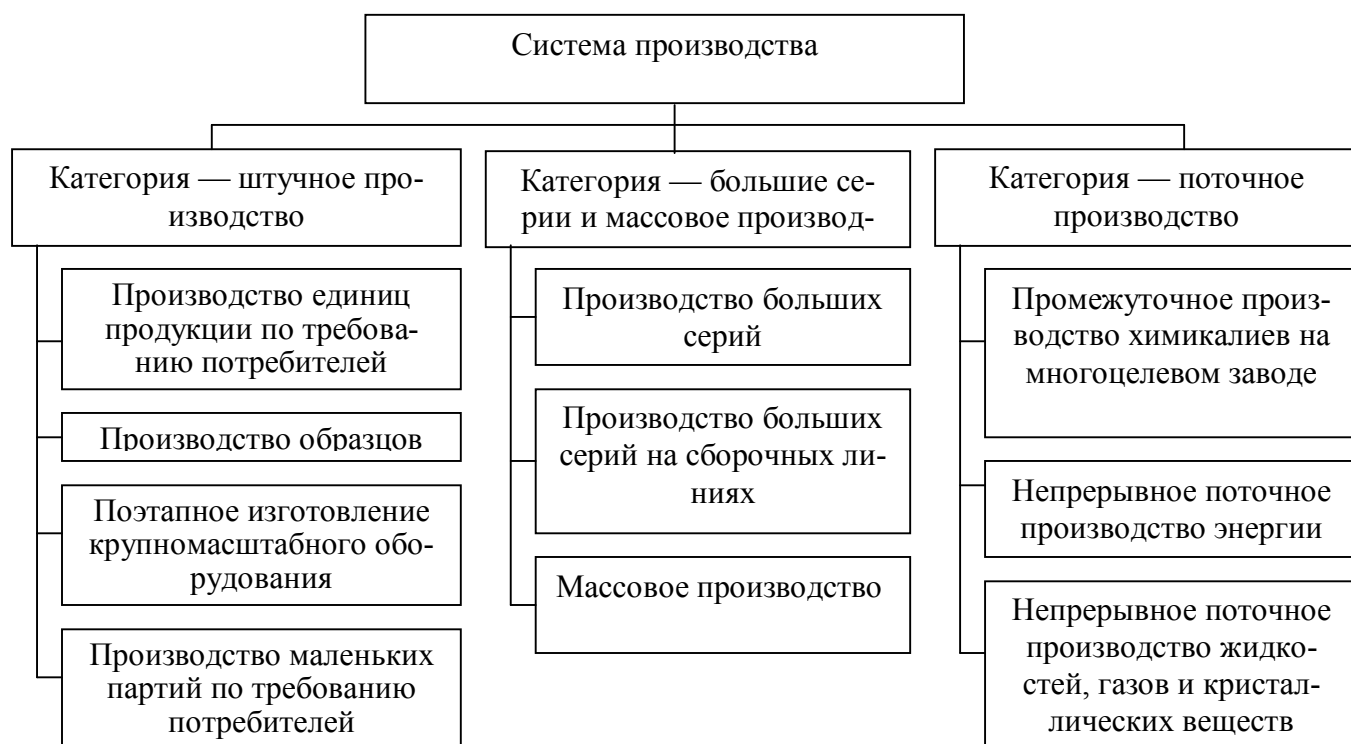 Система производства
Категория — штучное про-
изводство
Производство единиц
продукции по требова-
нию потребителей
Производство образцов
Поэтапное изготовление
крупномасштабного обо-
рудования
Производство маленьких
партий по требованию
потребителей
Категория — большие се-
рии и массовое производ-
Производство больших
серий
Производство больших
серий на сборочных ли-
ниях
Массовое производство
Категория — поточное
производство
Промежуточное произ-
водство химикалиев на
многоцелевом заводе
Непрерывное поточное
производство энергии
Непрерывное поточное
производство жидко-
стей, газов и кристал-
лических веществ